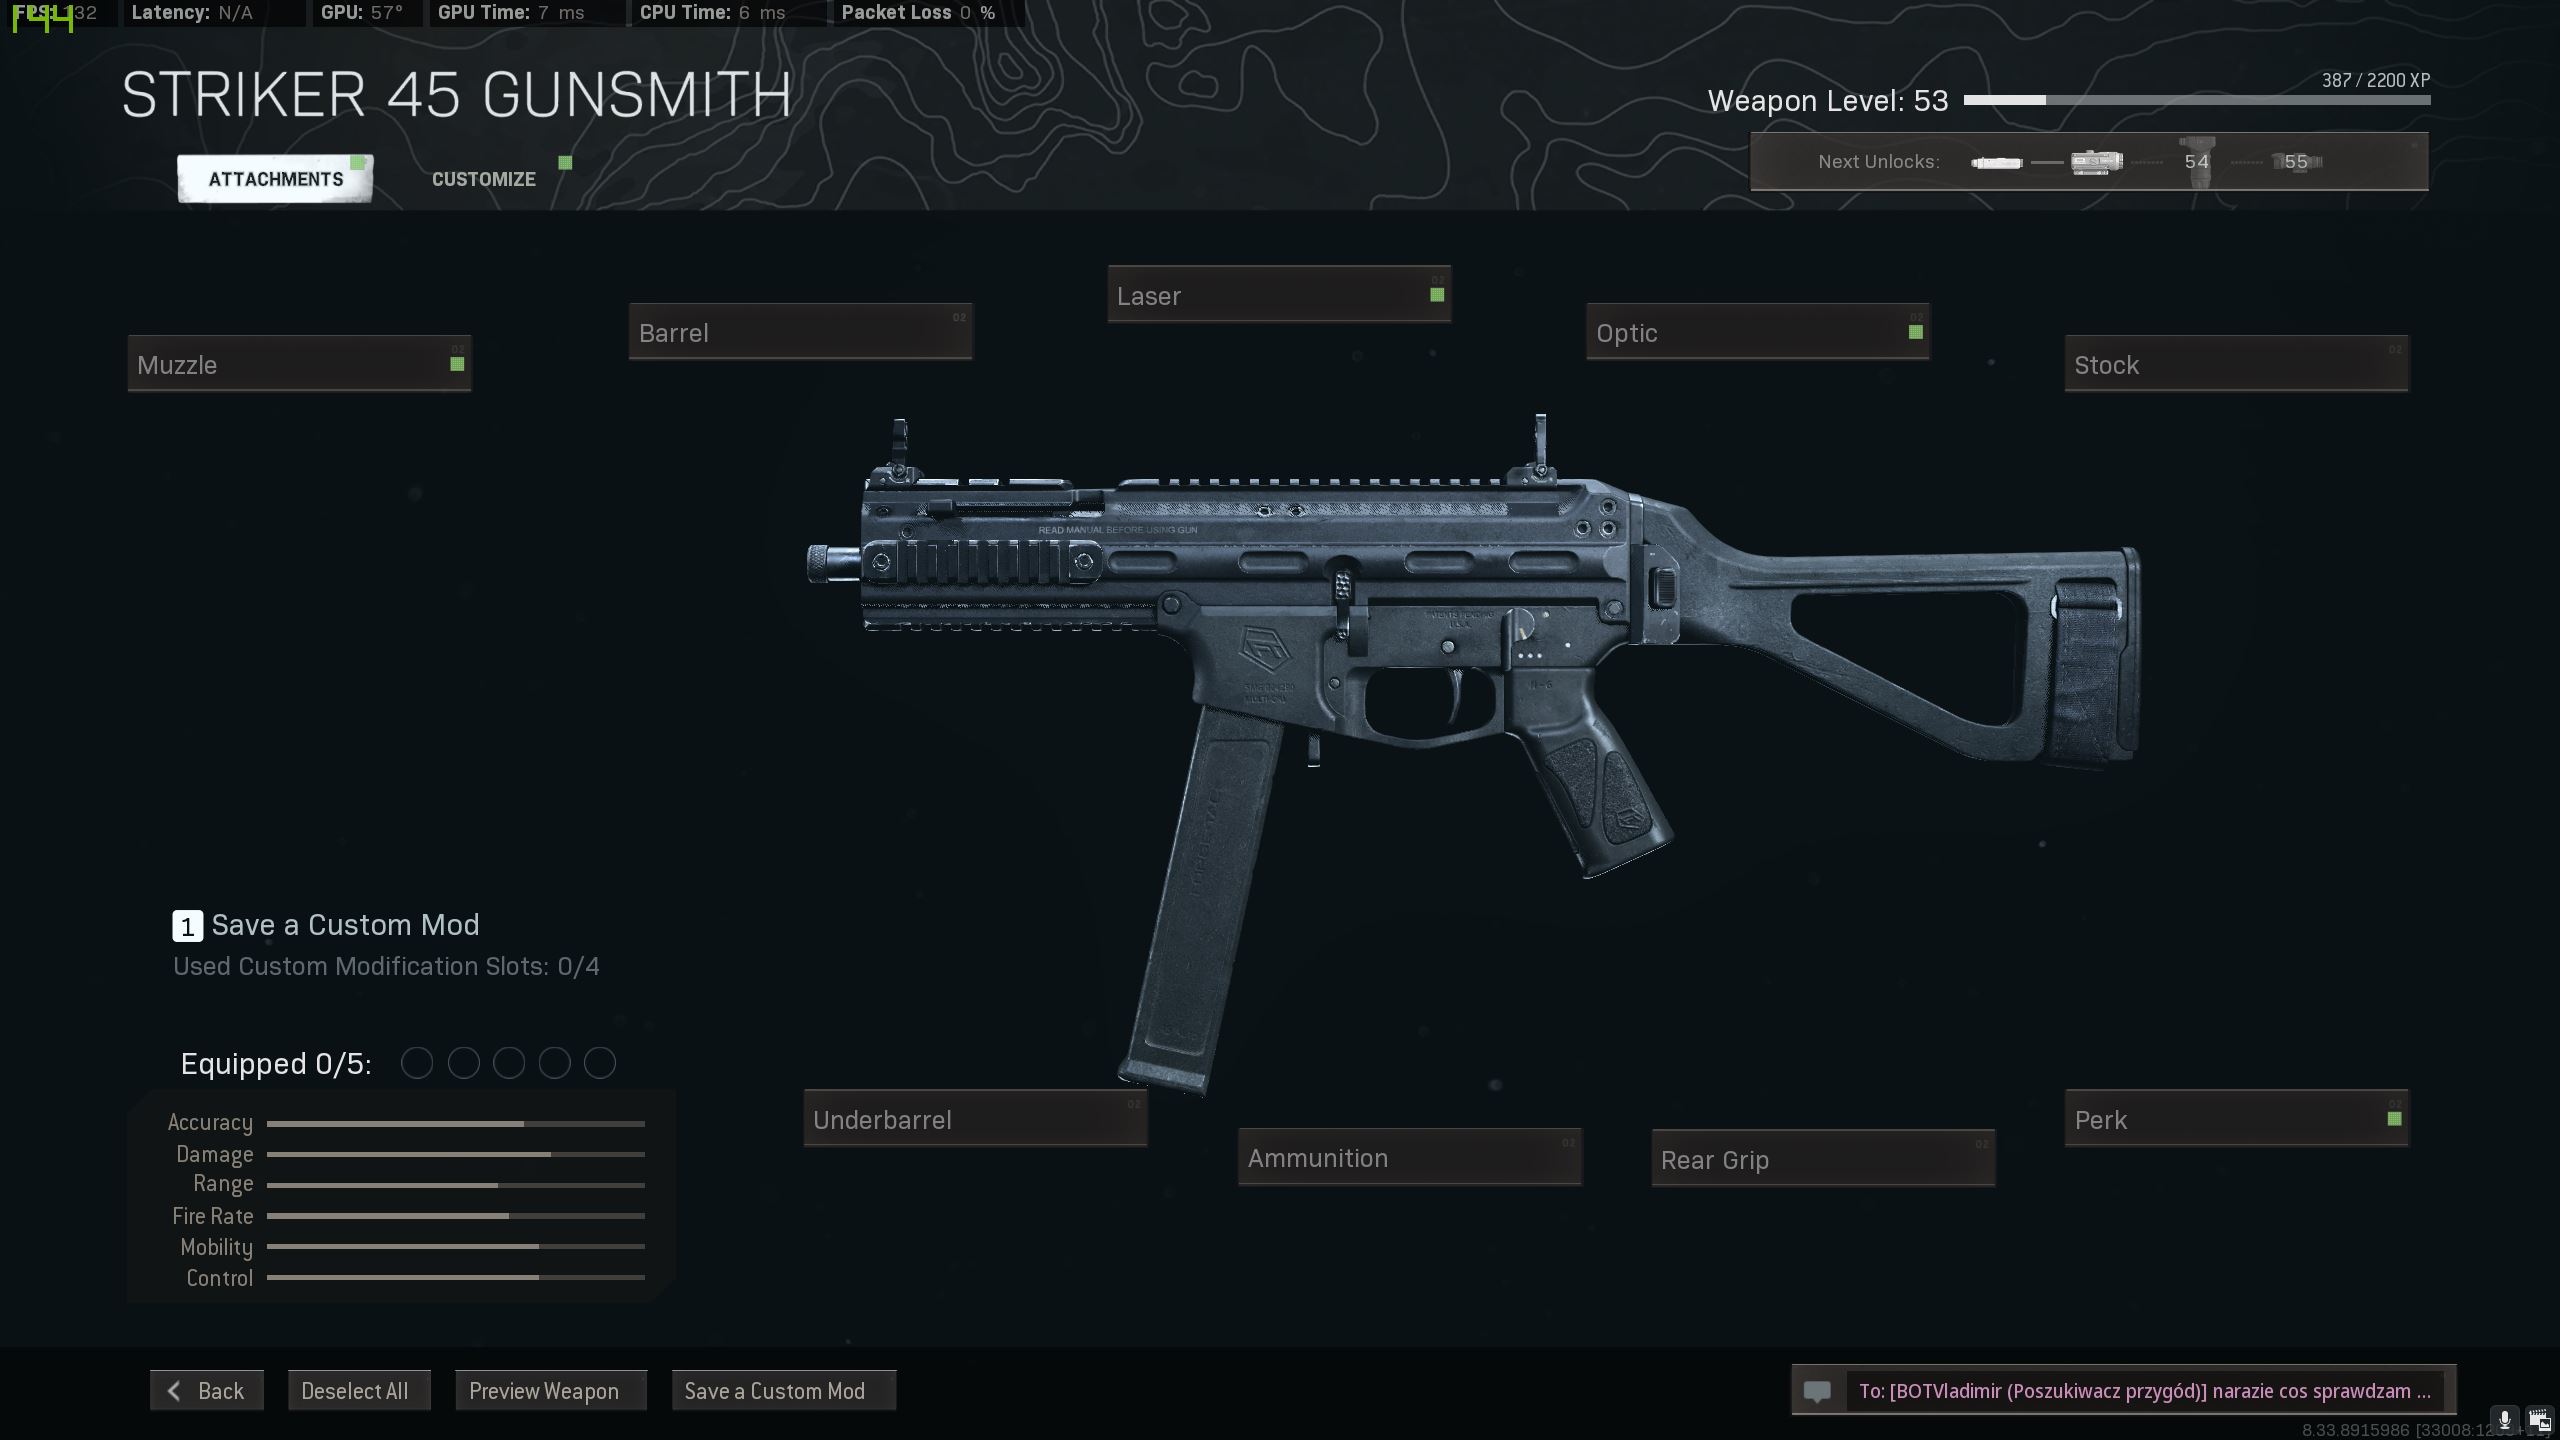 FPS: 132 Latency: N/A GPU: 57° GPU Time: 7 ms CPU Time: 6 ms Packet Loss 0 %
144
STRIKER 45 GUNSMITH
387 / 2200 XP
Weapon Level: 53
ATTACHMENTS CUSTOMIZE
Next Unlocks: 54 55
Laser
Barrel
Optic
Muzzle
Stock
READ MANUAL BEFORE USING GUN
1 Save a Custom Mod
Used Custom Modification Slots: 0/4
Equipped 0/5:
Underbarrel
Perk
Ammunition
Rear Grip
Accuracy
Damage
Range
Fire Rate
Mobility
Control
Back Deselect All Preview Weapon Save a Custom Mod
To: [BOTVladimir (Poszukiwacz przygód)] narazie cos sprawdzam ...